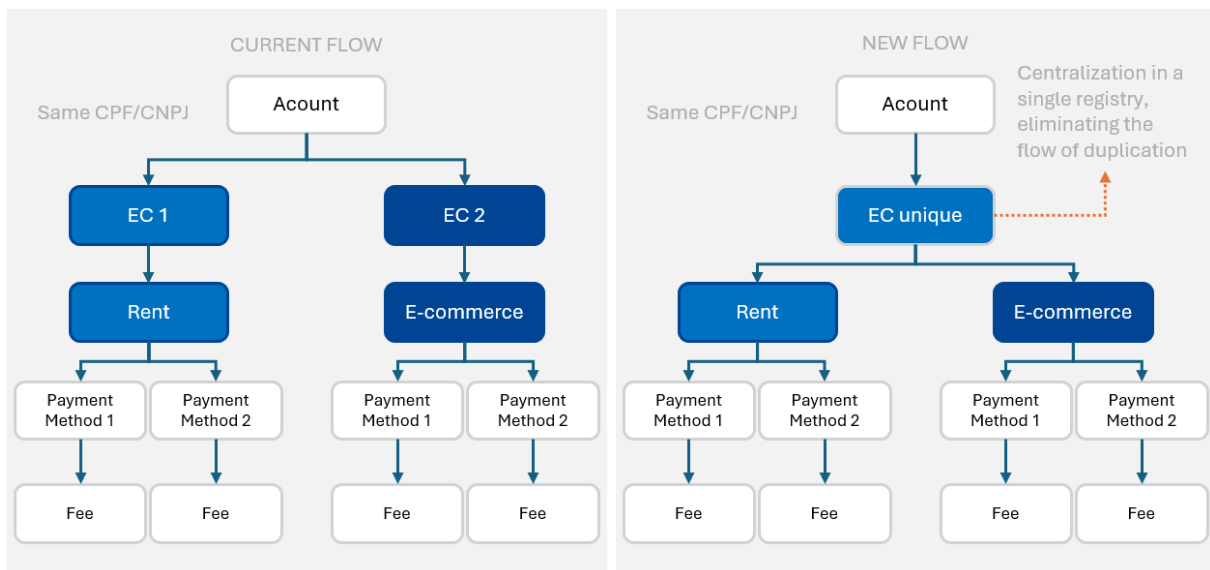 CURRENT FLOW
Same CPF/CNPJ
Acount
EC 1
EC 2
Rent
E-commerce
Payment
Method 1
Payment
Method 2
Payment
Method 1
Payment
Method 2
Fee
Fee
Fee
Fee
NEW FLOW
Same CPF/CNPJ
Acount
Centralization in a
single registry,
eliminating the
flow of duplication
EC unique
Rent
E-commerce
Payment
Method 1
Payment
Method 2
Payment
Method 1
Payment
Method 2
Fee
Fee
Fee
Fee